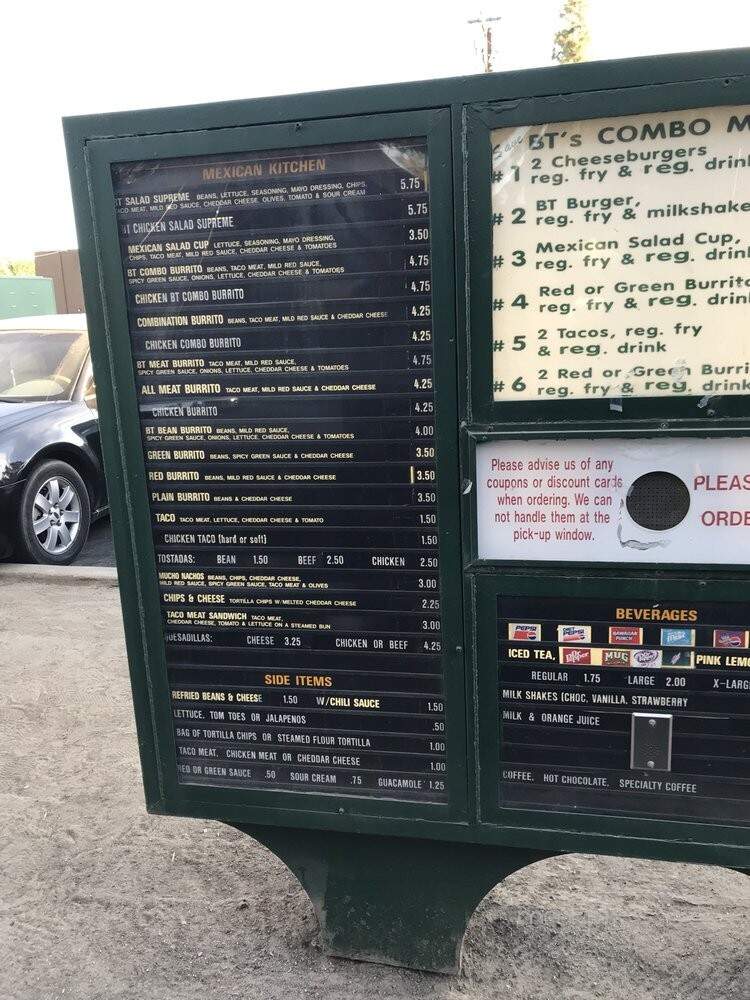 MEXICAN KITCHEN
BT SALAD SUPREME BEANS, LETTUCE, SEASONING, MAYO DRESSING, CHIPS, 5.75
TACO MEAT, MILD RED SAUCE, CHEDDAR CHEESE, OLIVES, TOMATO & SOUR CREAM
BT CHICKEN SALAD SUPREME 5.75
MEXICAN SALAD CUP LETTUCE, SEASONING, MAYO DRESSING, 3.50
CHIPS, TACO MEAT, MILD RED SAUCE, CHEDDAR CHEESE & TOMATOES
BT COMBO BURRITO BEANS, TACO MEAT, MILD RED SAUCE, 4.75
SPICY GREEN SAUCE, ONIONS, LETTUCE, CHEDDAR CHEESE & TOMATOES
CHICKEN BT COMBO BURRITO 4.75
COMBINATION BURRITO BEANS, TACO MEAT, MILD RED SAUCE & CHEDDAR CHEESE 4.25
CHICKEN COMBO BURRITO 4.25
BT MEAT BURRITO TACO MEAT, MILD RED SAUCE, 4.75
SPICY GREEN SAUCE, ONIONS, LETTUCE, CHEDDAR CHEESE & TOMATOES
ALL MEAT BURRITO TACO MEAT, MILD RED SAUCE & CHEDDAR CHEESE 4.25
CHICKEN BURRITO 4.25
BT BEAN BURRITO BEANS, MILD RED SAUCE, 4.00
SPICY GREEN SAUCE, ONIONS, LETTUCE, CHEDDAR CHEESE & TOMATOES
GREEN BURRITO BEANS, SPICY GREEN SAUCE & CHEDDAR CHEESE 3.50
RED BURRITO BEANS, MILD RED SAUCE & CHEDDAR CHEESE 3.50
PLAIN BURRITO BEANS & CHEDDAR CHEESE 3.50
TACO TACO MEAT, LETTUCE, CHEDDAR CHEESE & TOMATO 1.50
CHICKEN TACO (hard or soft) 1.50
TOSTADAS: BEAN 1.50 BEEF 2.50 CHICKEN 2.50
MUCHO NACHOS BEANS, CHIPS, CHEDDAR CHEESE, 3.00
MILD RED SAUCE, SPICY GREEN SAUCE, TACO MEAT & OLIVES
CHIPS & CHEESE TORTILLA CHIPS W/MELTED CHEDDAR CHEESE 2.25
TACO MEAT SANDWICH TACO MEAT, 3.00
CHEDDAR CHEESE, TOMATO & LETTUCE ON A STEAMED BUN
QUESADILLAS: CHEESE 3.25 CHICKEN OR BEEF 4.25
SIDE ITEMS
REFRIED BEANS & CHEESE 1.50 W/CHILI SAUCE 1.50
LETTUCE, TOM TOES OR JALAPENOS .50
BAG OF TORTILLA CHIPS OR STEAMED FLOUR TORTILLA 1.00
TACO MEAT, CHICKEN MEAT OR CHEDDAR CHEESE 1.00
RED OR GREEN SAUCE .50 SOUR CREAM .75 GUACAMOLE 1.25
Save BT's COMBO M
#1 2 Cheeseburgers
reg. fry & reg. drin
#2 BT Burger,
reg. fry & milkshake
#3 Mexican Salad Cup,
reg. fry & reg. drin
#4 Red or Green Burrito
reg. fry & reg. drin
#5 2 Tacos, reg. fry
& reg. drink
#6 2 Red or Green Burri
reg. fry & reg. drink
Please advise us of any
coupons or discount cards
when ordering. We can
not handle them at the
pick-up window.
PLEAS
ORDE
BEVERAGES
PEPSI DIET PEPSI HAWAIIAN PUNCH PEPSI
ICED TEA, Dr Pepper MUG PINK LEMO
REGULAR 1.75 LARGE 2.00 X-LARG
MILK SHAKES (CHOC, VANILLA, STRAWBERRY
MILK & ORANGE JUICE
COFFEE, HOT CHOCOLATE, SPECIALTY COFFEE